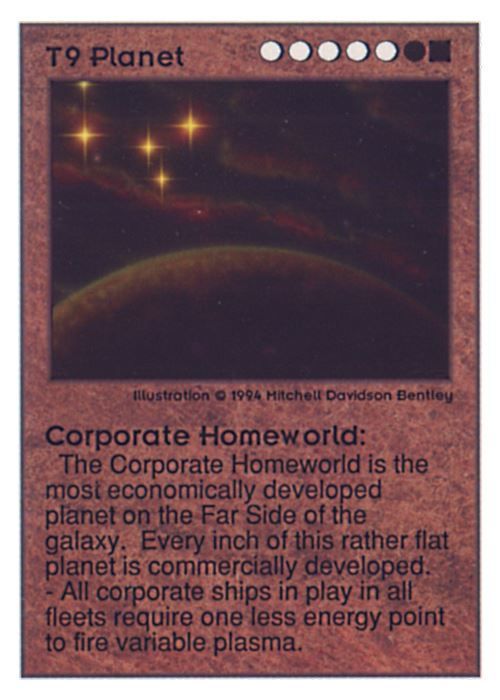 T9 Planet
Illustration © 1994 Mitchell Davidson Bentley
Corporate Homeworld:
The Corporate Homeworld is the
most economically developed
planet on the Far Side of the
galaxy.  Every inch of this rather flat
planet is commercially developed.
- All corporate ships in play in all
fleets require one less energy point
to fire variable plasma.